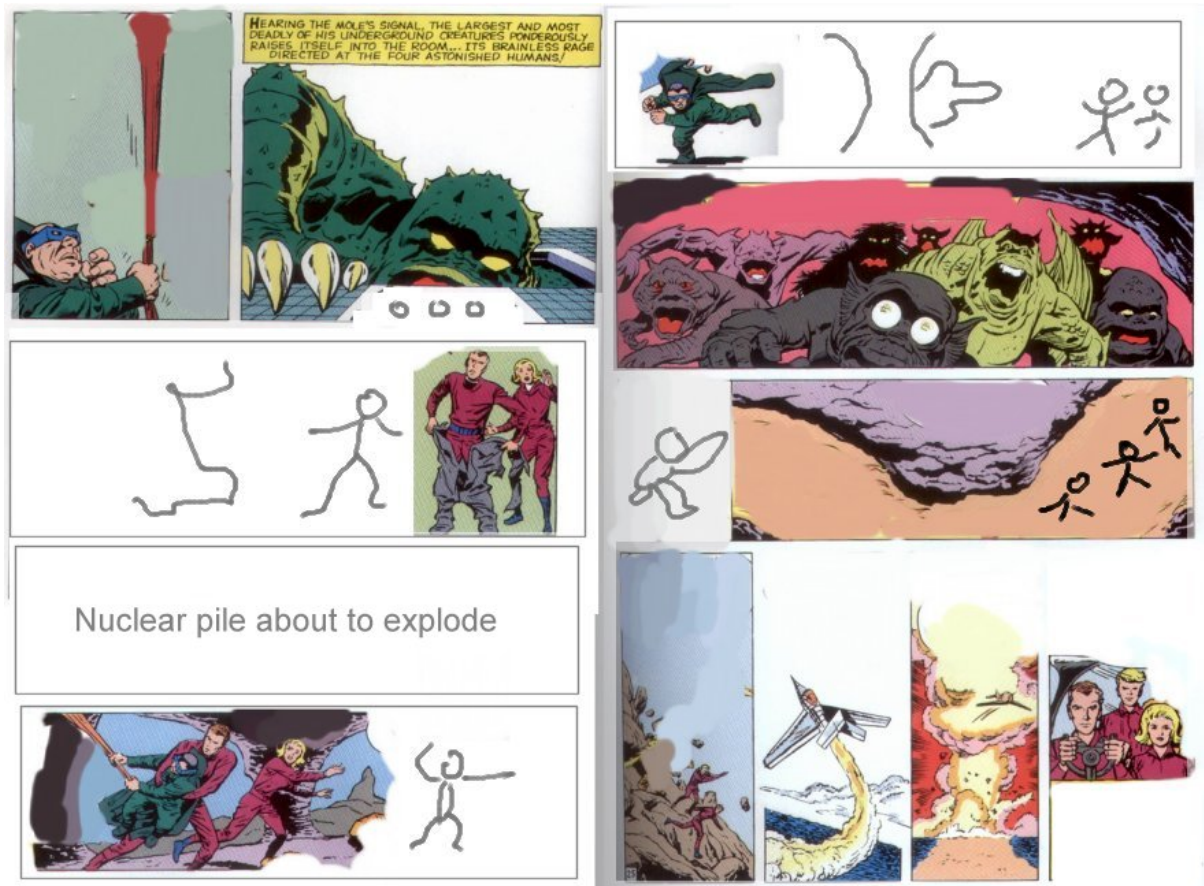 HEARING THE MOLE'S SIGNAL, THE LARGEST AND MOST
DEADLY OF HIS UNDERGROUND CREATURES PONDEROUSLY
RAISES ITSELF INTO THE ROOM... ITS BRAINLESS RAGE
DIRECTED AT THE FOUR ASTONISHED HUMANS!
Nuclear pile about to explode